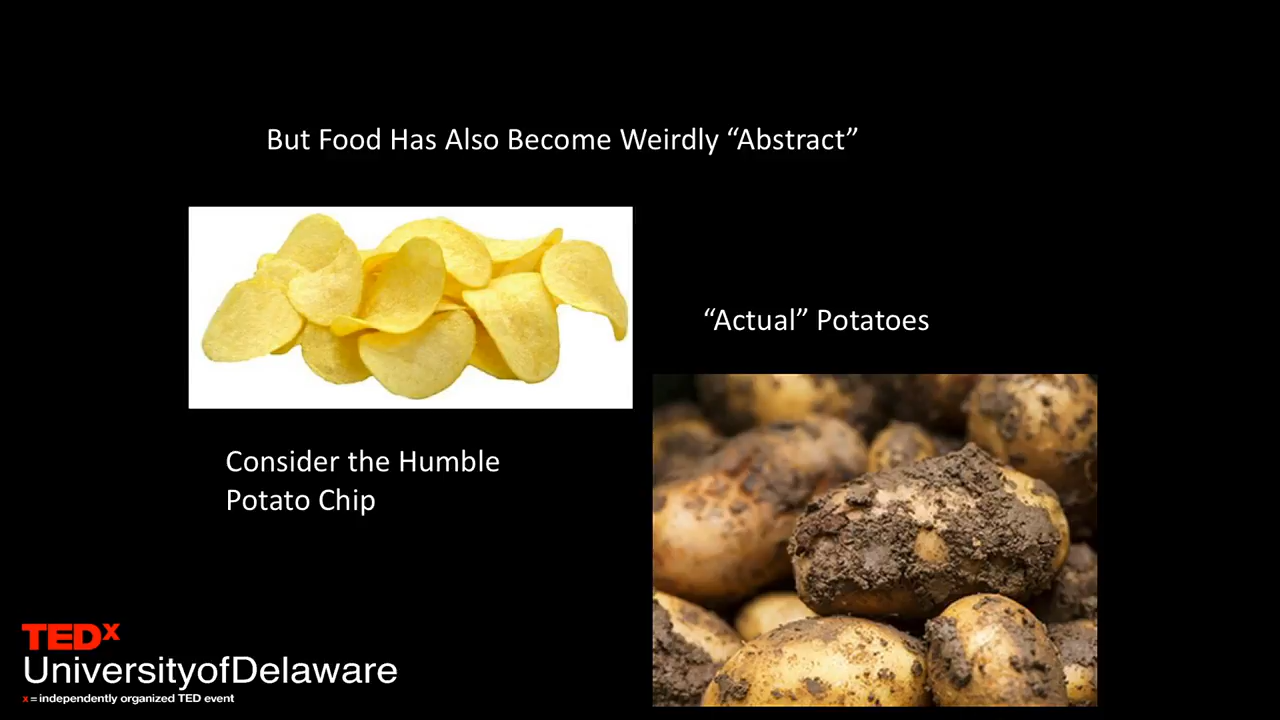 But Food Has Also Become Weirdly “Abstract”
“Actual” Potatoes
Consider the Humble
Potato Chip
TEDx
UniversityofDelaware
x = independently organized TED event